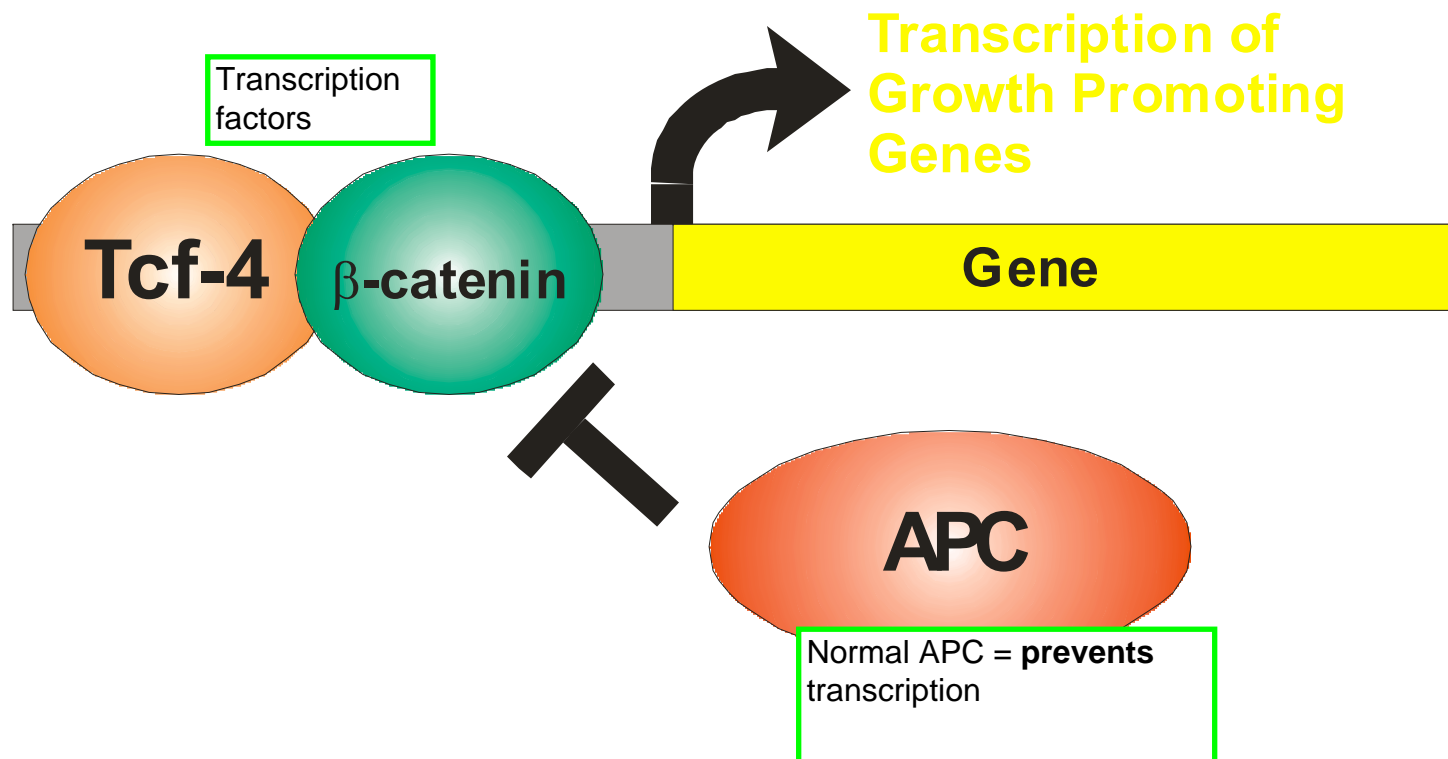 Transcription of
Growth Promoting
Genes
Transcription
factors
Tcf-4
β-catenin
Gene
APC
Normal APC = prevents
transcription